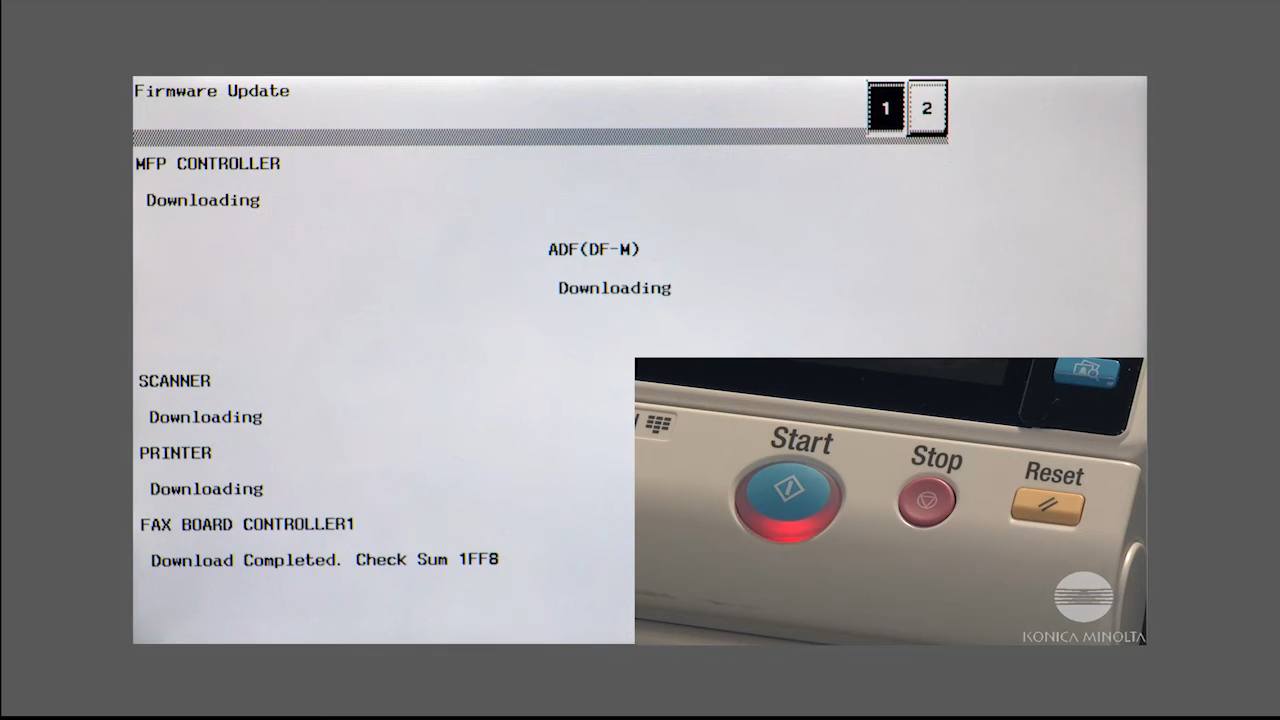 Firmware Update
1 2
MFP CONTROLLER
Downloading
ADF(DF-M)
Downloading
SCANNER
Downloading
PRINTER
Downloading
FAX BOARD CONTROLLER1
Download Completed. Check Sum 1FF8
Start
Stop
Reset
KONICA MINOLTA